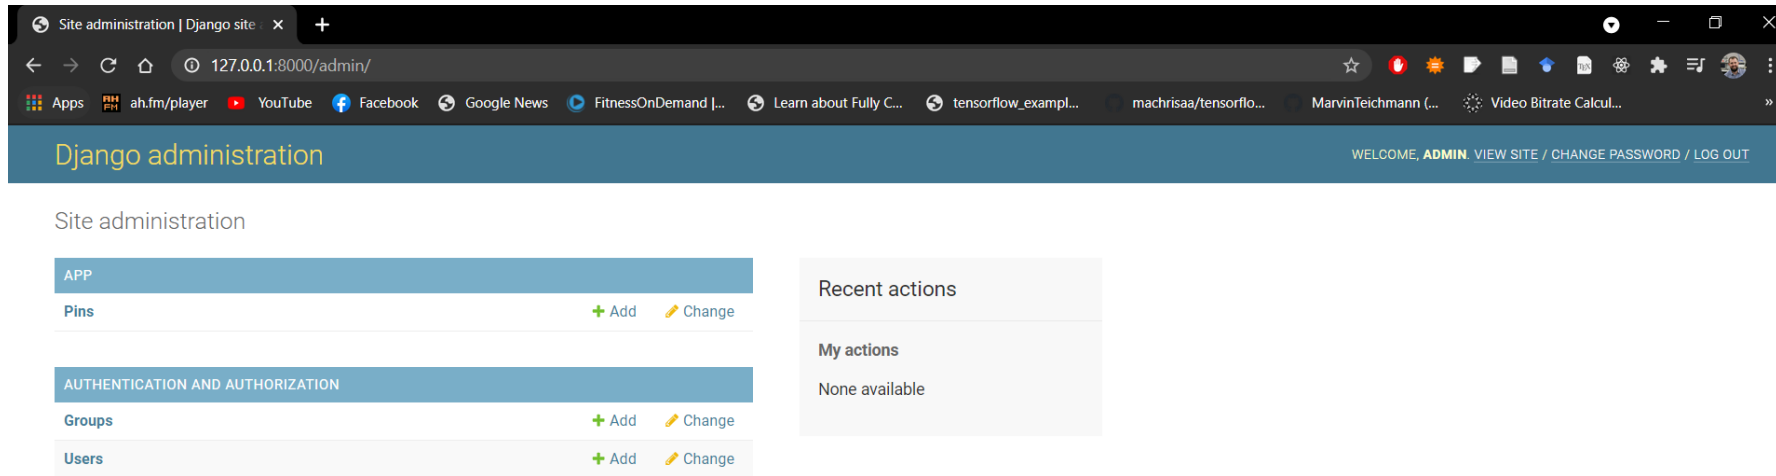 Site administration | Django site
127.0.0.1:8000/admin/
Apps ah.fm/player YouTube Facebook Google News FitnessOnDemand |... Learn about Fully C... tensorflow_exampl... machrisaa/tensorflo... MarvinTeichmann (... Video Bitrate Calcul... »
Django administration
WELCOME, ADMIN. VIEW SITE / CHANGE PASSWORD / LOG OUT
Site administration
APP
Pins Add Change
AUTHENTICATION AND AUTHORIZATION
Groups Add Change
Users Add Change
Recent actions
My actions
None available